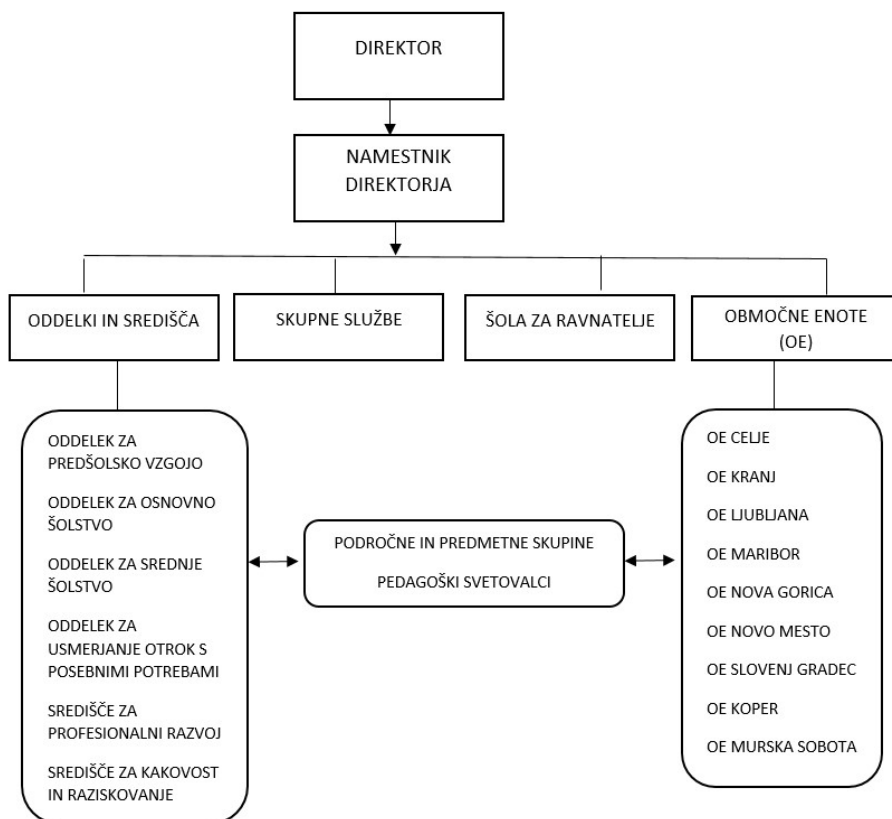 DIREKTOR
NAMESTNIK
DIREKTORJA
ODDELKI IN SREDIŠČA
SKUPNE SLUŽBE
ŠOLA ZA RAVNATELJE
OBMOČNE ENOTE
(OE)
ODDELEK ZA
PREDŠOLSKO VZGOJO
ODDELEK ZA OSNOVNO
ŠOLSTVO
ODDELEK ZA SREDNJE
ŠOLSTVO
ODDELEK ZA
USMERJANJE OTROK S
POSEBNIMI POTREBAMI
SREDIŠČE ZA
PROFESIONALNI RAZVOJ
SREDIŠČE ZA KAKOVOST
IN RAZISKOVANJE
PODROČNE IN PREDMETNE SKUPINE
PEDAGOŠKI SVETOVALCI
OE CELJE
OE KRANJ
OE LJUBLJANA
OE MARIBOR
OE NOVA GORICA
OE NOVO MESTO
OE SLOVENJ GRADEC
OE KOPER
OE MURSKA SOBOTA